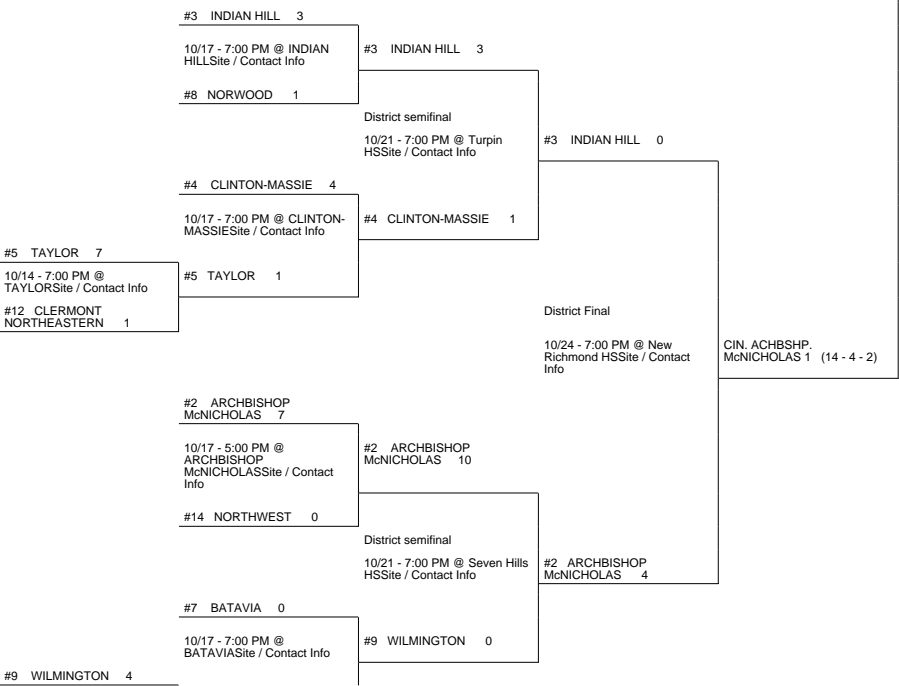 #3 INDIAN HILL 3
10/17 - 7:00 PM @ INDIAN
HILLSite / Contact Info
#3 INDIAN HILL 3
#8 NORWOOD 1
District semifinal
10/21 - 7:00 PM @ Turpin
HSSite / Contact Info
#3 INDIAN HILL 0
#4 CLINTON-MASSIE 4
10/17 - 7:00 PM @ CLINTON-
MASSIESite / Contact Info
#4 CLINTON-MASSIE 1
#5 TAYLOR 7
10/14 - 7:00 PM @
TAYLORSite / Contact Info
#5 TAYLOR 1
#12 CLERMONT
NORTHEASTERN 1
District Final
10/24 - 7:00 PM @ New
Richmond HSSite / Contact
Info
CIN. ACHBSHP.
McNICHOLAS 1 (14 - 4 - 2)
#2 ARCHBISHOP
McNICHOLAS 7
10/17 - 5:00 PM @
ARCHBISHOP
McNICHOLASSite / Contact
Info
#2 ARCHBISHOP
McNICHOLAS 10
#14 NORTHWEST 0
District semifinal
10/21 - 7:00 PM @ Seven Hills
HSSite / Contact Info
#2 ARCHBISHOP
McNICHOLAS 4
#7 BATAVIA 0
10/17 - 7:00 PM @
BATAVIASite / Contact Info
#9 WILMINGTON 0
#9 WILMINGTON 4